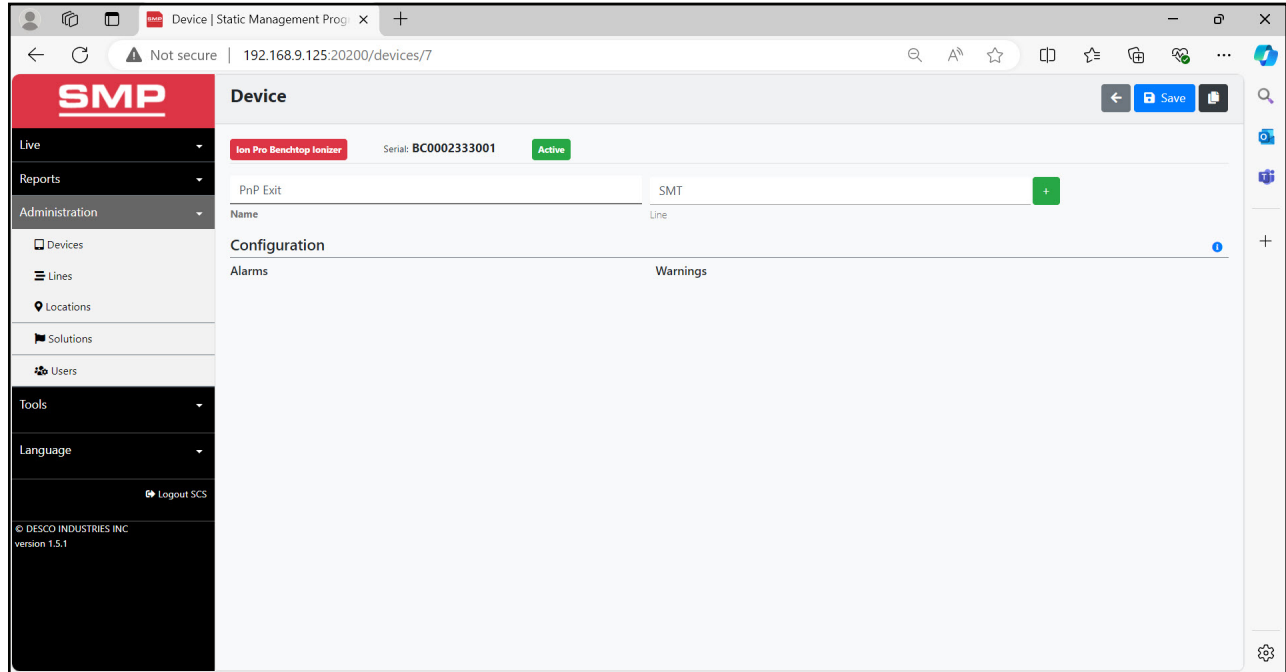 Device | Static Management Prog
Not secure | 192.168.9.125:20200/devices/7
SMP
Device
Save
Live
Ion Pro Benchtop Ionizer Serial: BC0002333001 Active
Reports
PnP Exit SMT +
Administration
Name Line
Devices
Configuration
Lines
Alarms Warnings
Locations
Solutions
Users
Tools
Language
Logout SCS
© DESCO INDUSTRIES INC
version 1.5.1